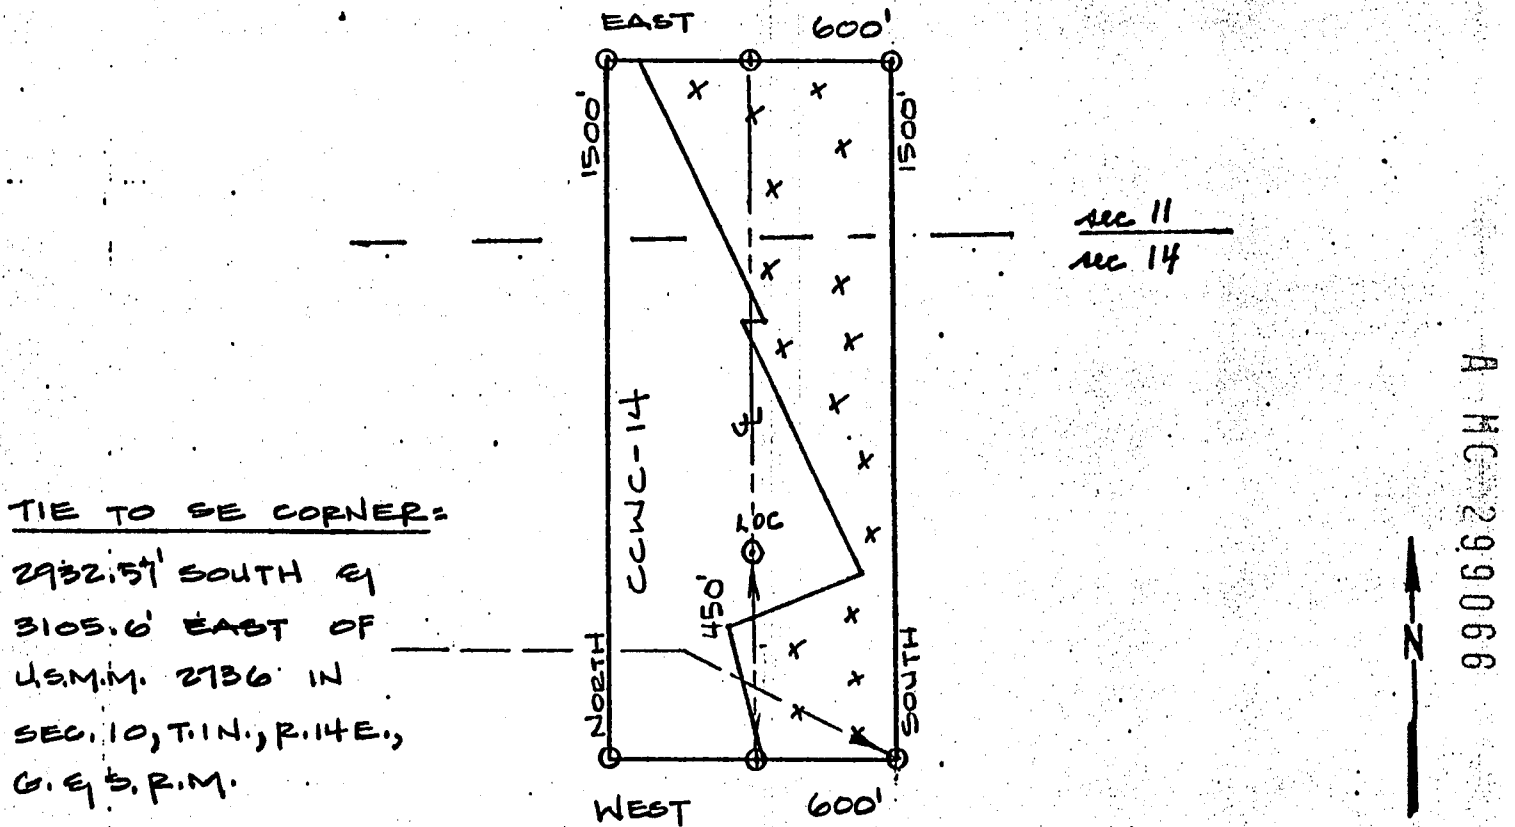 EAST 600'
1500'
1500'
sec 11
sec 14
CCWC-14
℄
LOC
450'
NORTH
SOUTH
WEST 600'
TIE TO SE CORNER:
2932.57' SOUTH &
3105.6' EAST OF
U.S.M.M. 2736 IN
SEC. 10, T.1N., R.14E.,
G. & S. R.M.
N
A MC 299066